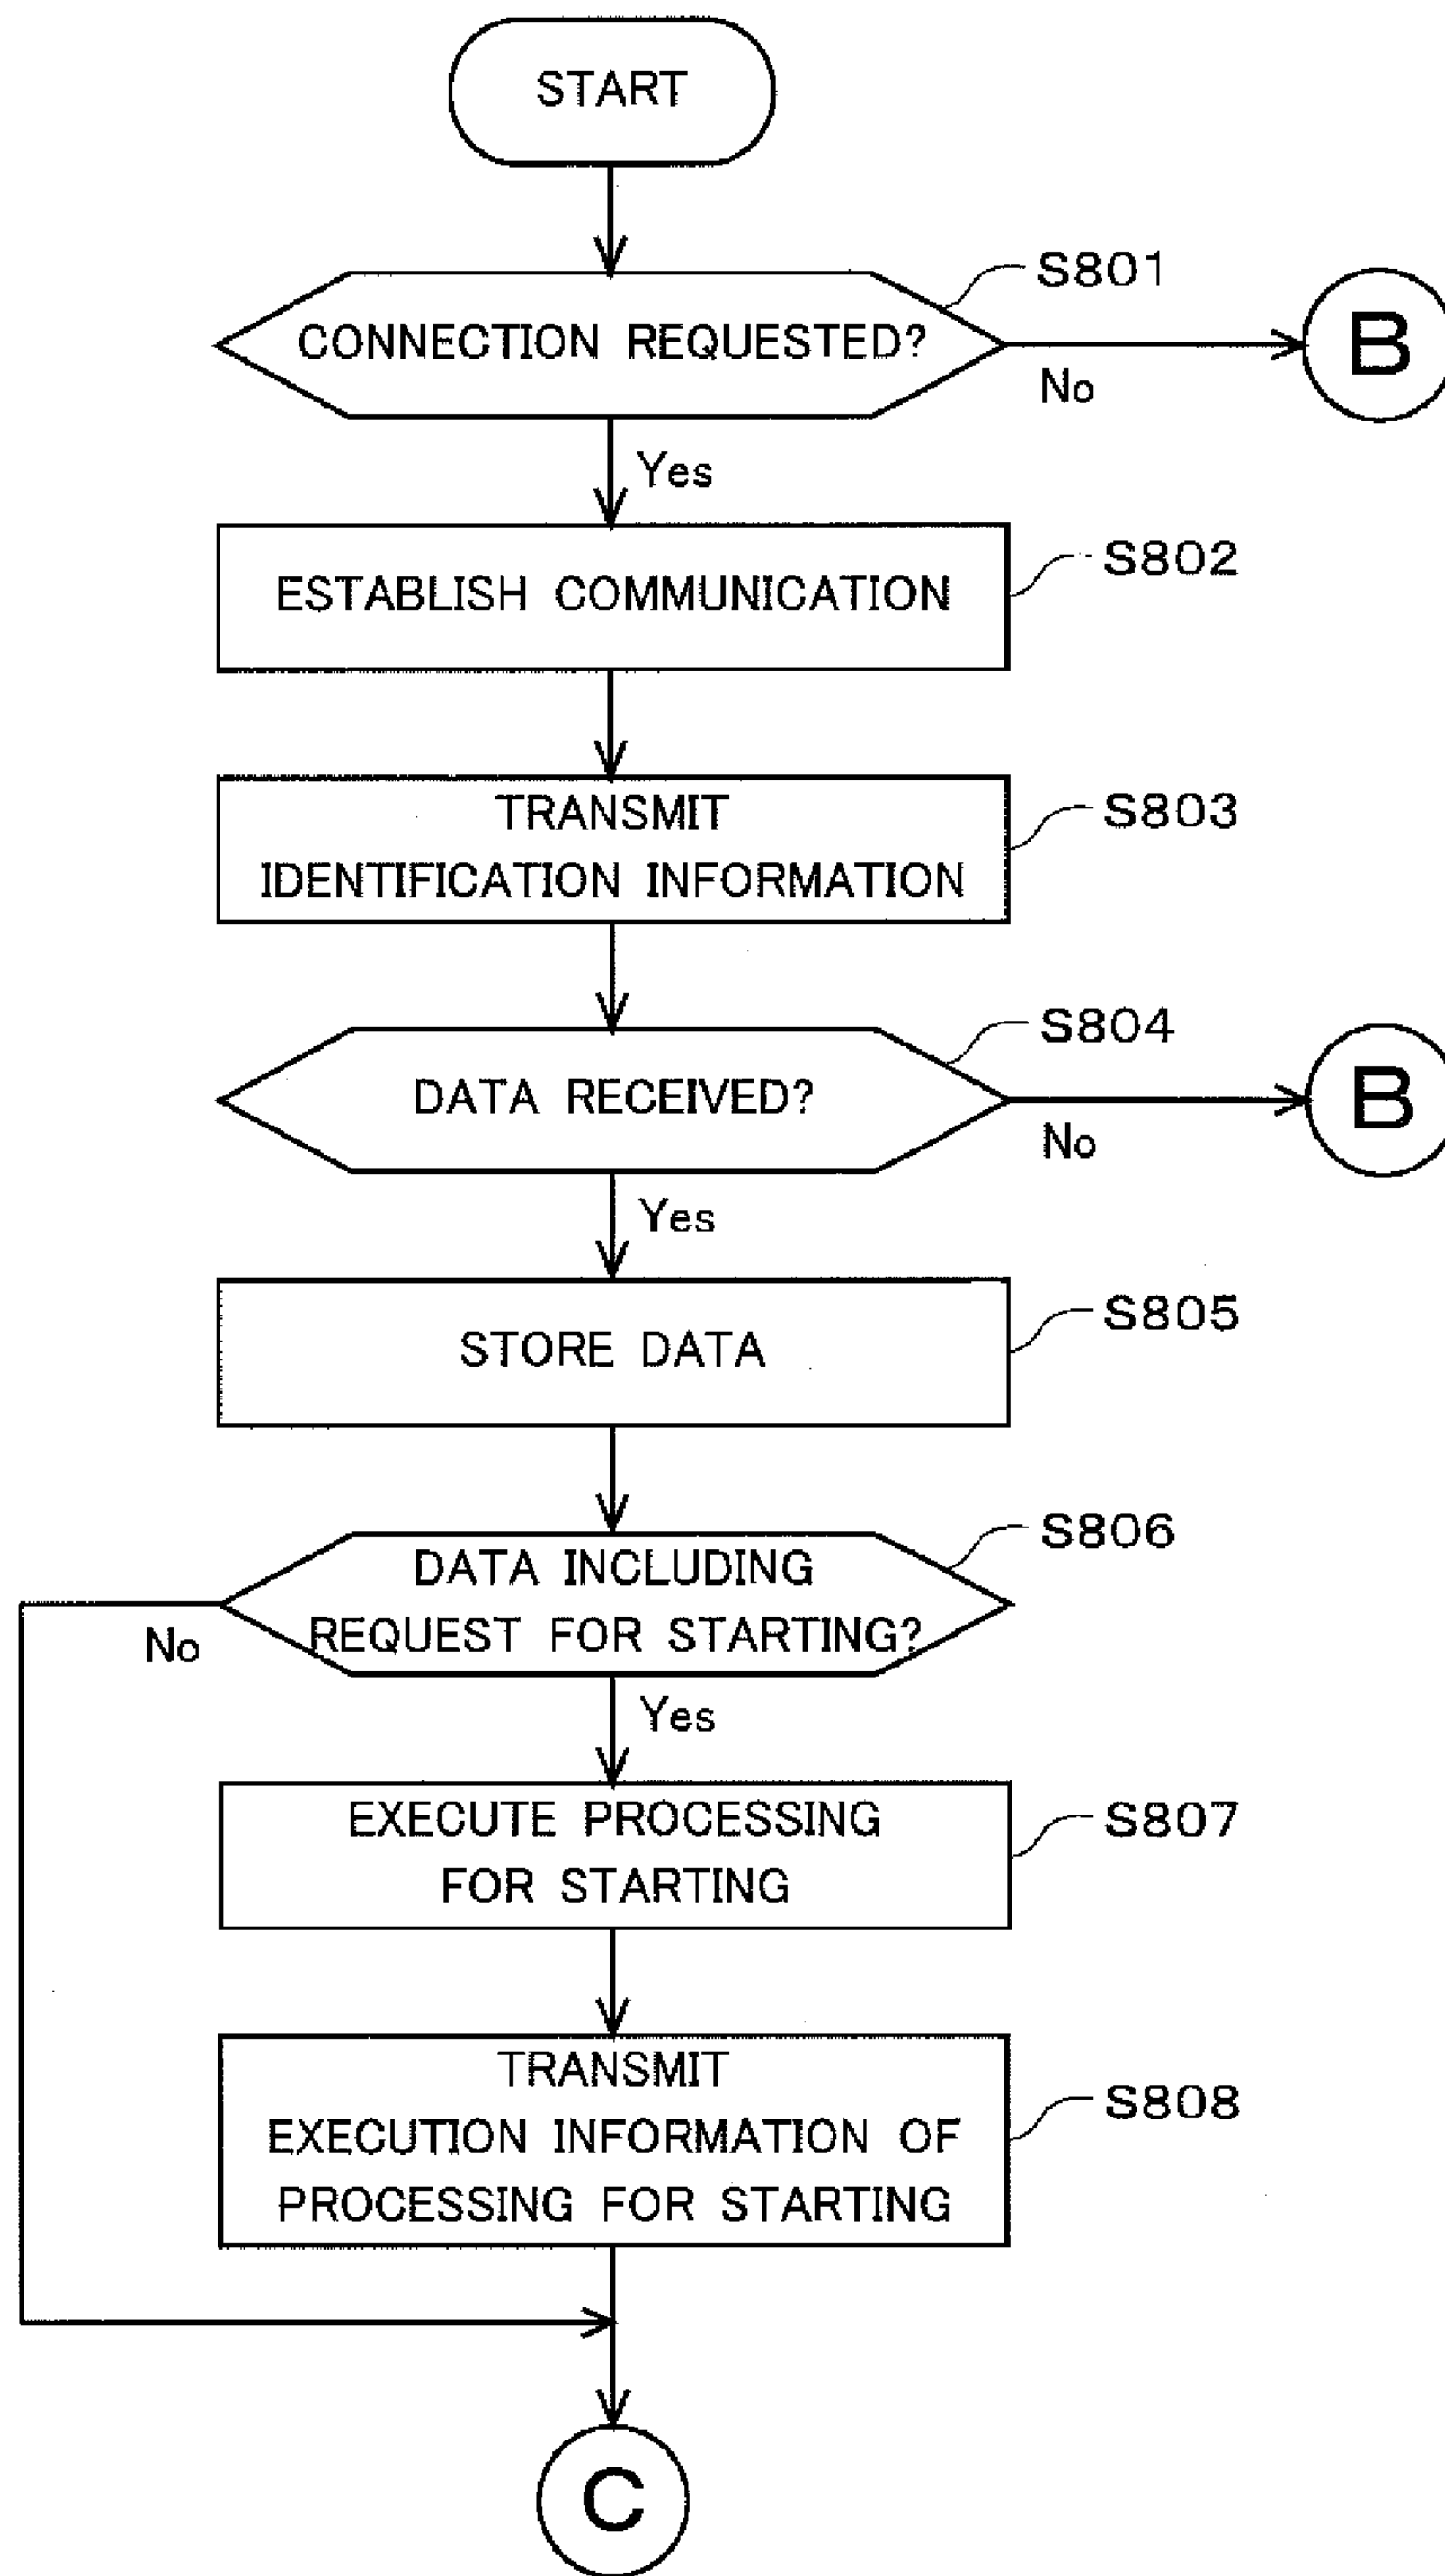 START
S801
CONNECTION REQUESTED?
B
No
Yes
S802
ESTABLISH COMMUNICATION
S803
TRANSMIT
IDENTIFICATION INFORMATION
S804
DATA RECEIVED?
B
No
Yes
S805
STORE DATA
S806
DATA INCLUDING
REQUEST FOR STARTING?
No
Yes
S807
EXECUTE PROCESSING
FOR STARTING
S808
TRANSMIT
EXECUTION INFORMATION OF
PROCESSING FOR STARTING
C